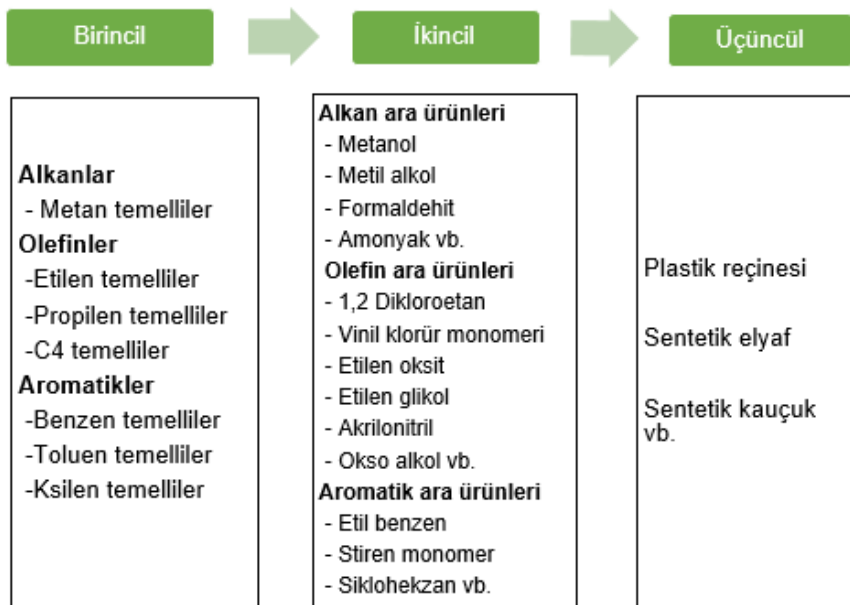 Birincil
İkincil
Üçüncül
Alkanlar
- Metan temelliler
Olefinler
-Etilen temelliler
-Propilen temelliler
-C4 temelliler
Aromatikler
-Benzen temelliler
-Toluen temelliler
-Ksilen temelliler
Alkan ara ürünleri
- Metanol
- Metil alkol
- Formaldehit
- Amonyak vb.
Olefin ara ürünleri
- 1,2 Dikloroetan
- Vinil klorür monomeri
- Etilen oksit
- Etilen glikol
- Akrilonitril
- Okso alkol vb.
Aromatik ara ürünleri
- Etil benzen
- Stiren monomer
- Siklohekzan vb.
Plastik reçinesi
Sentetik elyaf
Sentetik kauçuk
vb.